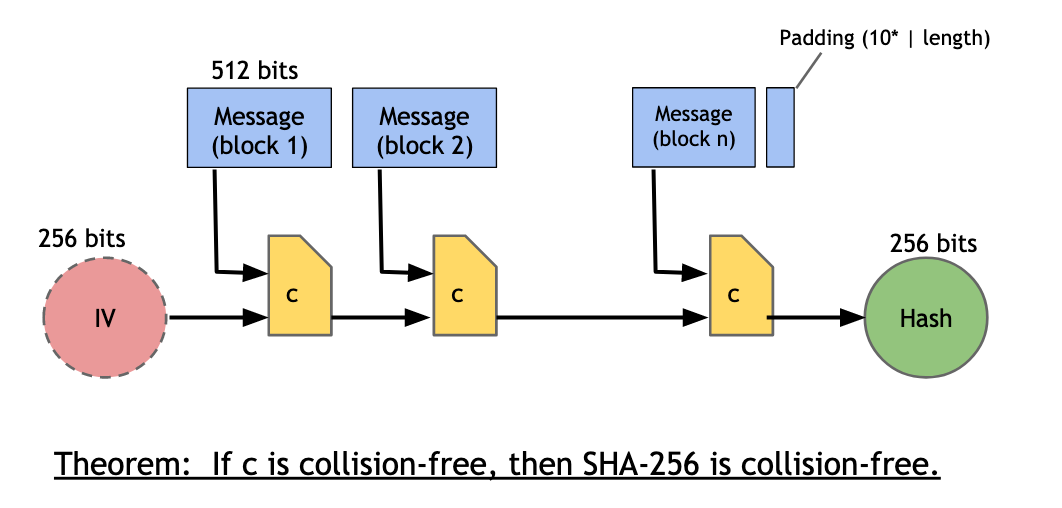 Padding (10* | length)
512 bits
Message
(block 1)
Message
(block 2)
Message
(block n)
256 bits
256 bits
IV
c
c
c
Hash
Theorem:  If c is collision-free, then SHA-256 is collision-free.